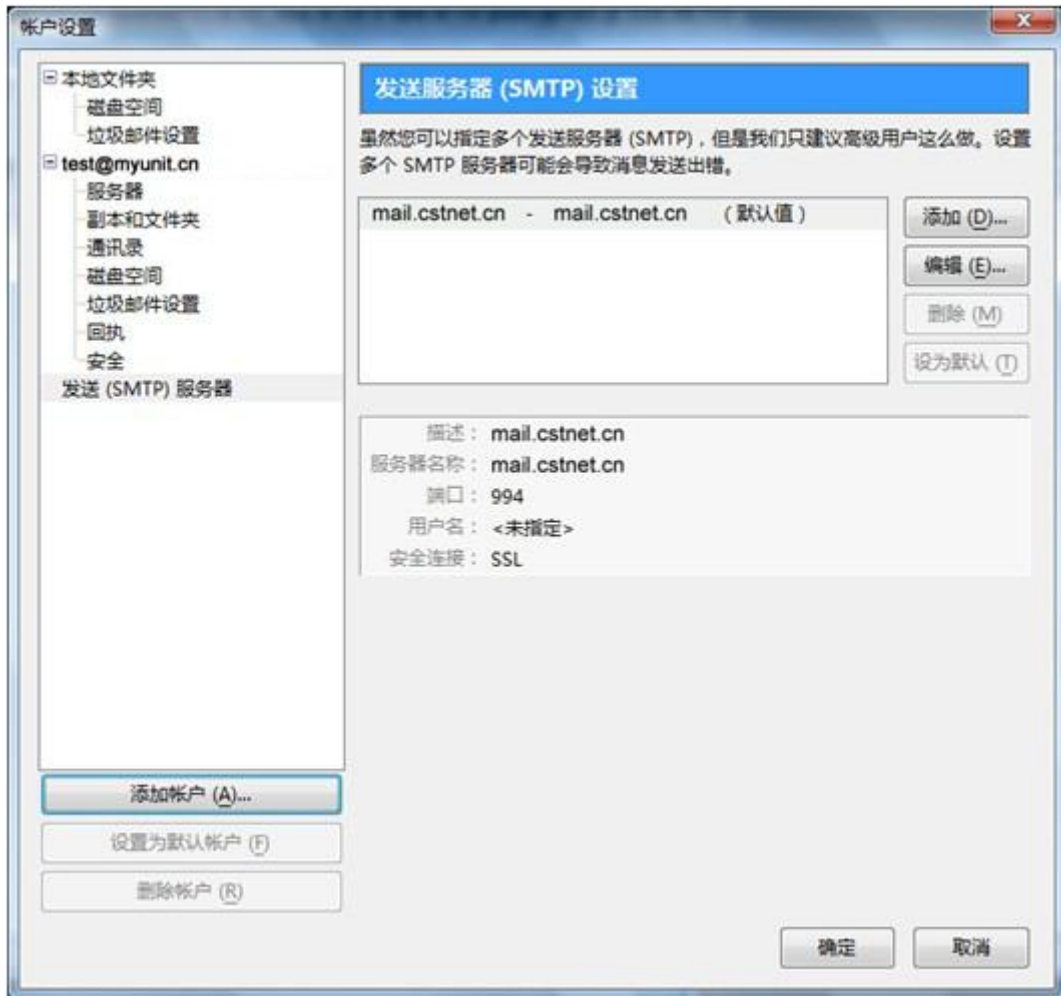 帐户设置
本地文件夹
磁盘空间
垃圾邮件设置
test@myunit.cn
服务器
副本和文件夹
通讯录
磁盘空间
垃圾邮件设置
回执
安全
发送 (SMTP) 服务器
添加帐户 (A)...
设置为默认帐户 (F)
删除帐户 (R)
发送服务器 (SMTP) 设置
虽然您可以指定多个发送服务器 (SMTP)，但是我们只建议高级用户这么做。设置
多个 SMTP 服务器可能会导致消息发送出错。
mail.cstnet.cn - mail.cstnet.cn （默认值）
添加 (D)...
编辑 (E)...
删除 (M)
设为默认 (T)
描述： mail.cstnet.cn
服务器名称： mail.cstnet.cn
端口： 994
用户名： <未指定>
安全连接： SSL
确定
取消